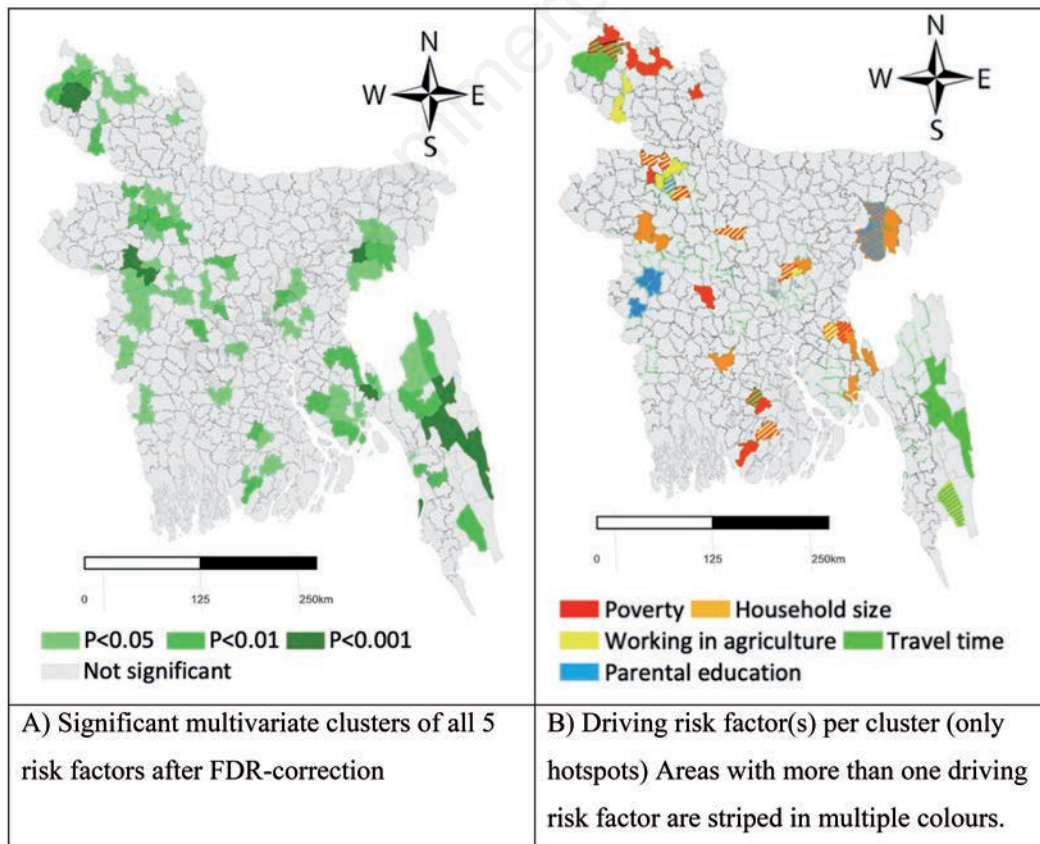 N
W E
S
0 125 250km
P<0.05 P<0.01 P<0.001
Not significant
A) Significant multivariate clusters of all 5
risk factors after FDR-correction
N
W E
S
0 125 250km
Poverty Household size
Working in agriculture Travel time
Parental education
B) Driving risk factor(s) per cluster (only
hotspots) Areas with more than one driving
risk factor are striped in multiple colours.